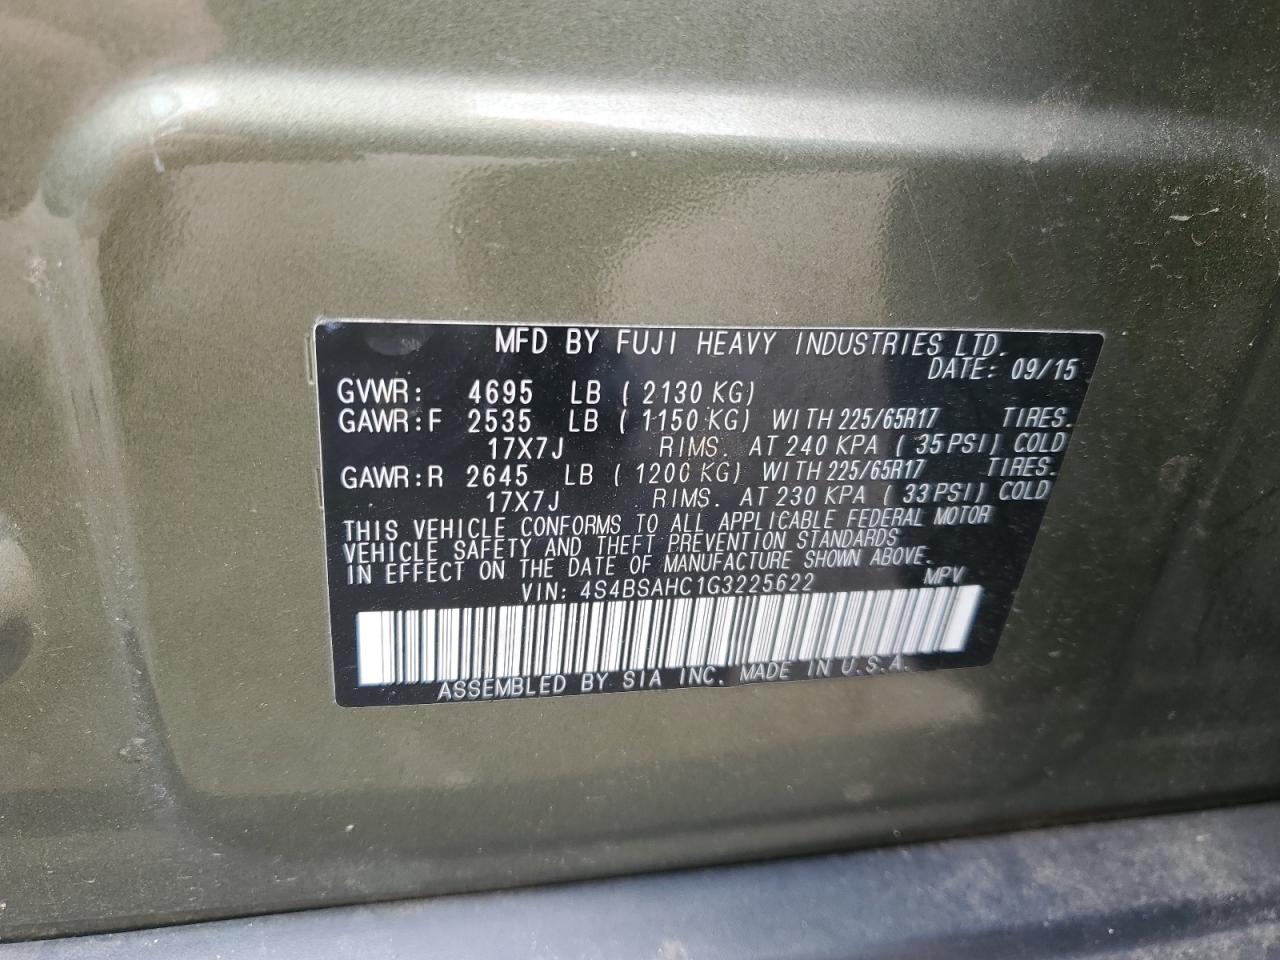 MFD BY FUJI HEAVY INDUSTRIES LTD.
DATE: 09/15
GVWR: 4695 LB ( 2130 KG)
GAWR:F 2535 LB ( 1150 KG) WITH 225/65R17 TIRES.
17X7J RIMS. AT 240 KPA ( 35 PSI) COLD
GAWR:R 2645 LB ( 1200 KG) WITH 225/65R17 TIRES.
17X7J RIMS. AT 230 KPA ( 33 PSI) COLD
THIS VEHICLE CONFORMS TO ALL APPLICABLE FEDERAL MOTOR
VEHICLE SAFETY AND THEFT PREVENTION STANDARDS
IN EFFECT ON THE DATE OF MANUFACTURE SHOWN ABOVE.
VIN: 4S4BSAHC1G3225622 MPV
ASSEMBLED BY SIA INC. MADE IN U.S.A.